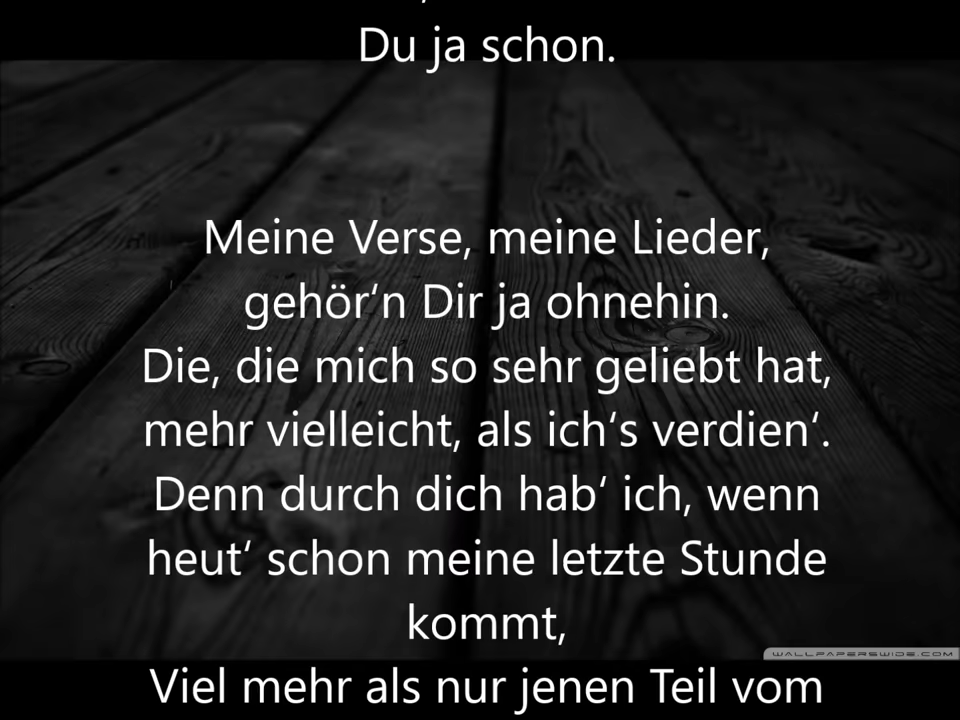 Du ja schon.
Meine Verse, meine Lieder,
gehör‘n Dir ja ohnehin.
Die, die mich so sehr geliebt hat,
mehr vielleicht, als ich‘s verdien‘.
Denn durch dich hab‘ ich, wenn
heut‘ schon meine letzte Stunde
kommt,
WALLPAPERSWIDE.COM
Viel mehr als nur jenen Teil vom